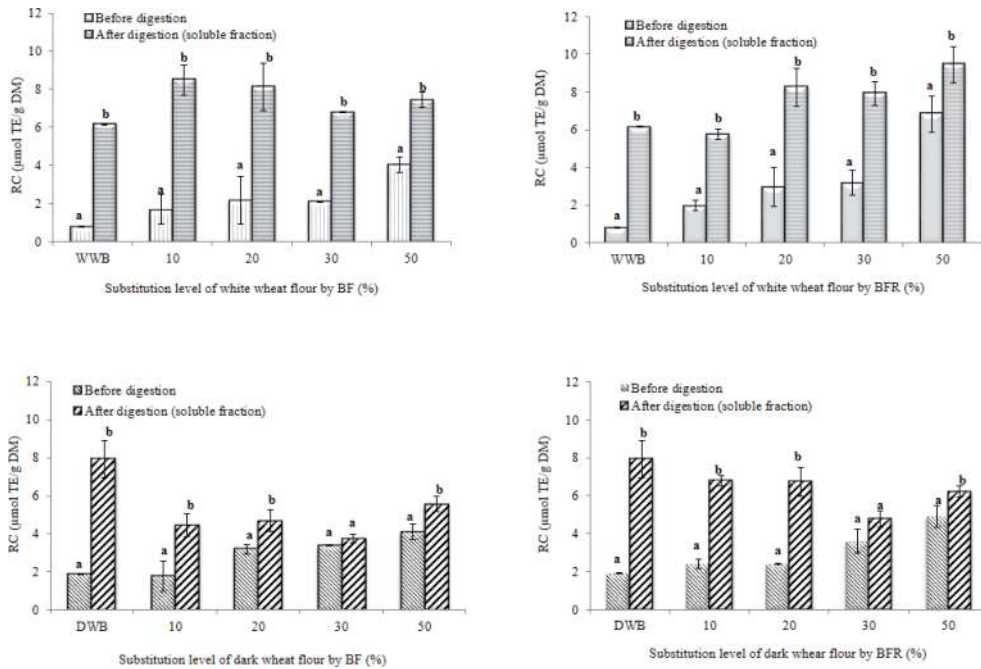 Before digestion
After digestion (soluble fraction)
RC (μmol TE/g DM)
12
10
8
6
4
2
0
a
b
a
b
a
b
a
b
a
b
WWB
10
20
30
50
Substitution level of white wheat flour by BF (%)
Before digestion
After digestion (soluble fraction)
RC (μmol TE/g DM)
12
10
8
6
4
2
0
a
b
a
b
a
b
a
b
a
b
WWB
10
20
30
50
Substitution level of white wheat flour by BFR (%)
Before digestion
After digestion (soluble fraction)
RC (μmol TE/g DM)
12
10
8
6
4
2
0
a
b
a
b
a
b
a
a
a
b
DWB
10
20
30
50
Substitution level of dark wheat flour by BF (%)
Before digestion
After digestion (soluble fraction)
RC (μmol TE/g DM)
12
10
8
6
4
2
0
a
b
a
b
a
b
a
a
a
b
DWB
10
20
30
50
Substitution level of dark whear flour by BFR (%)